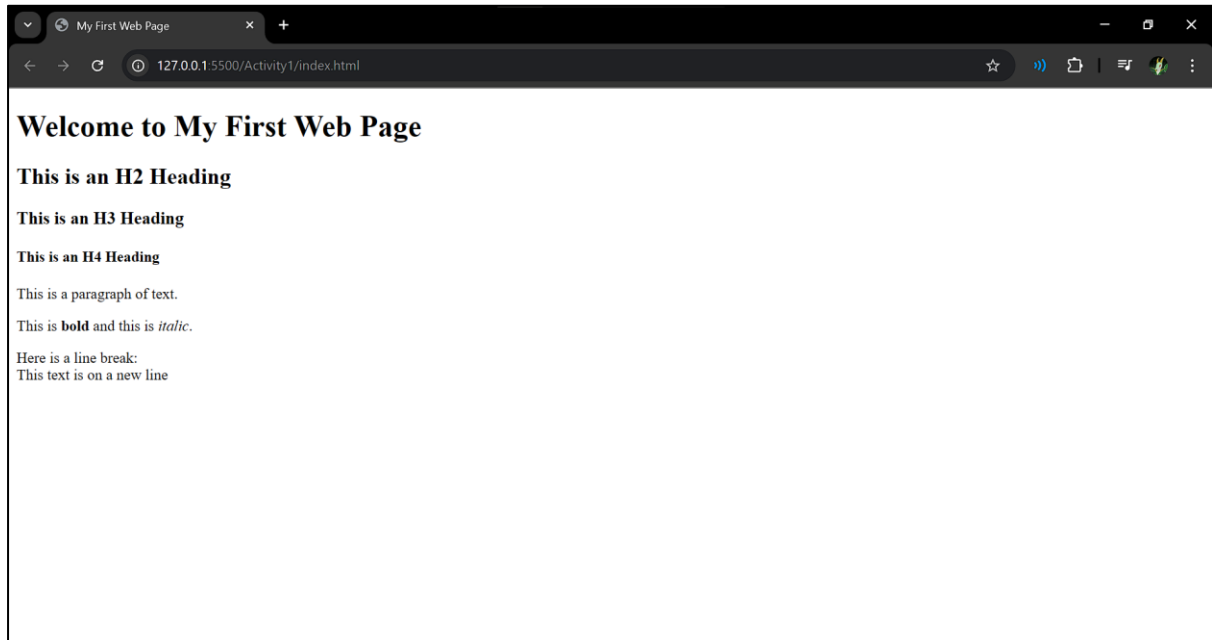 My First Web Page
127.0.0.1:5500/Activity1/index.html
Welcome to My First Web Page
This is an H2 Heading
This is an H3 Heading
This is an H4 Heading
This is a paragraph of text.
This is bold and this is italic.
Here is a line break:
This text is on a new line